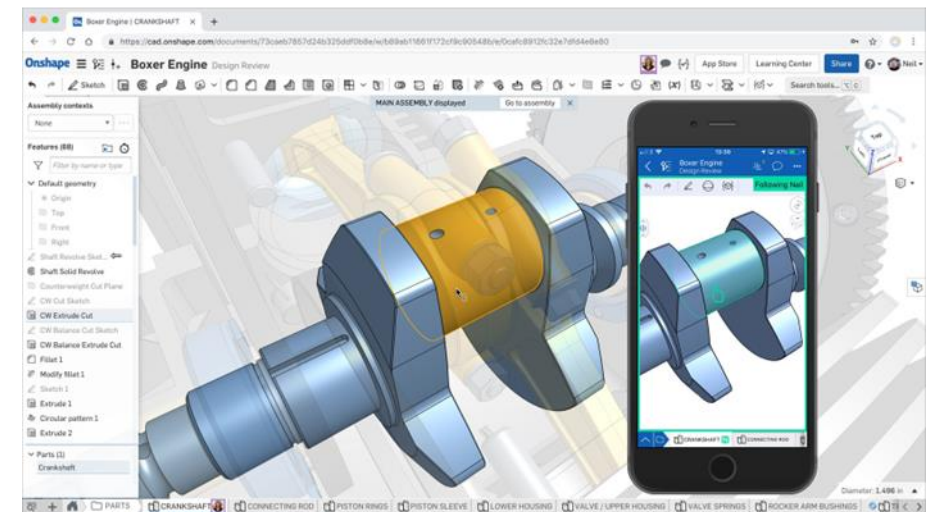 Boxer Engine | CRANKSHAFT
https://cad.onshape.com/documents/
Onshape Boxer Engine Design Review
App Store Learning Center Share Neil
Sketch
Search tools...
Assembly contexts
MAIN ASSEMBLY displayed Go to assembly
None
Features (88)
Filter by name or type
Default geometry
Origin
Top
Front
Right
Shaft Revolve Sket...
Shaft Solid Revolve
Counterweight Cut Plane
CW Cut Sketch
CW Extrude Cut
CW Balance Cut Sketch
CW Balance Extrude Cut
Fillet 1
Modify fillet 1
Sketch 1
Extrude 1
Circular pattern 1
Extrude 2
Parts (1)
Crankshaft
Top
Boxer Engine
Design Review
Following Neil
CRANKSHAFT CONNECTING ROD
Diameter: 1.496 in
PARTS CRANKSHAFT CONNECTING ROD PISTON RINGS PISTON SLEEVE LOWER HOUSING VALVE / UPPER HOUSING VALVE SPRINGS ROCKER ARM BUSHINGS